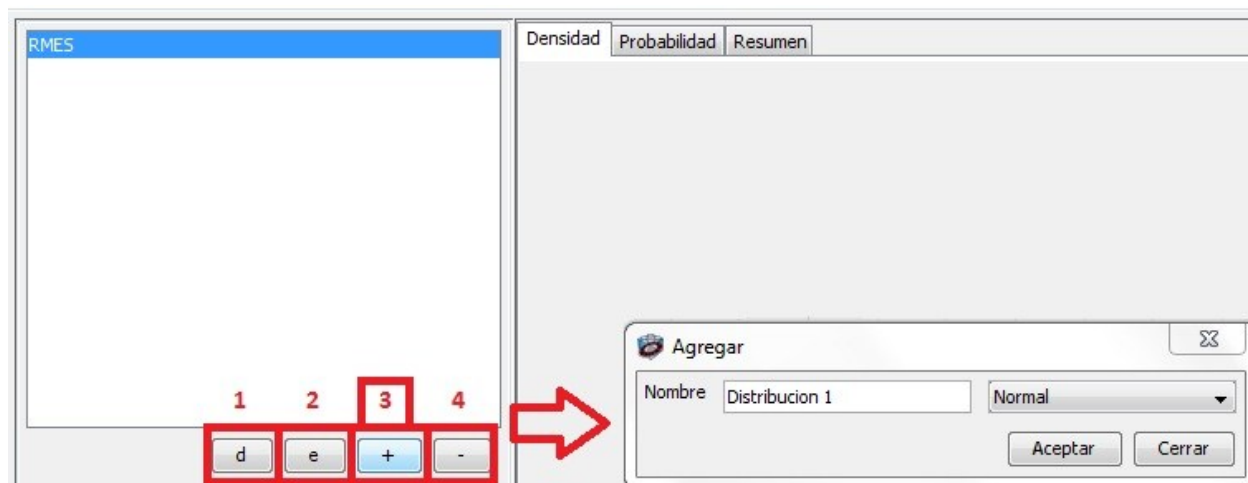 RMES
Densidad Probabilidad Resumen
1 2 3 4
d e + -
Agregar
Nombre Distribucion 1 Normal
Aceptar Cerrar